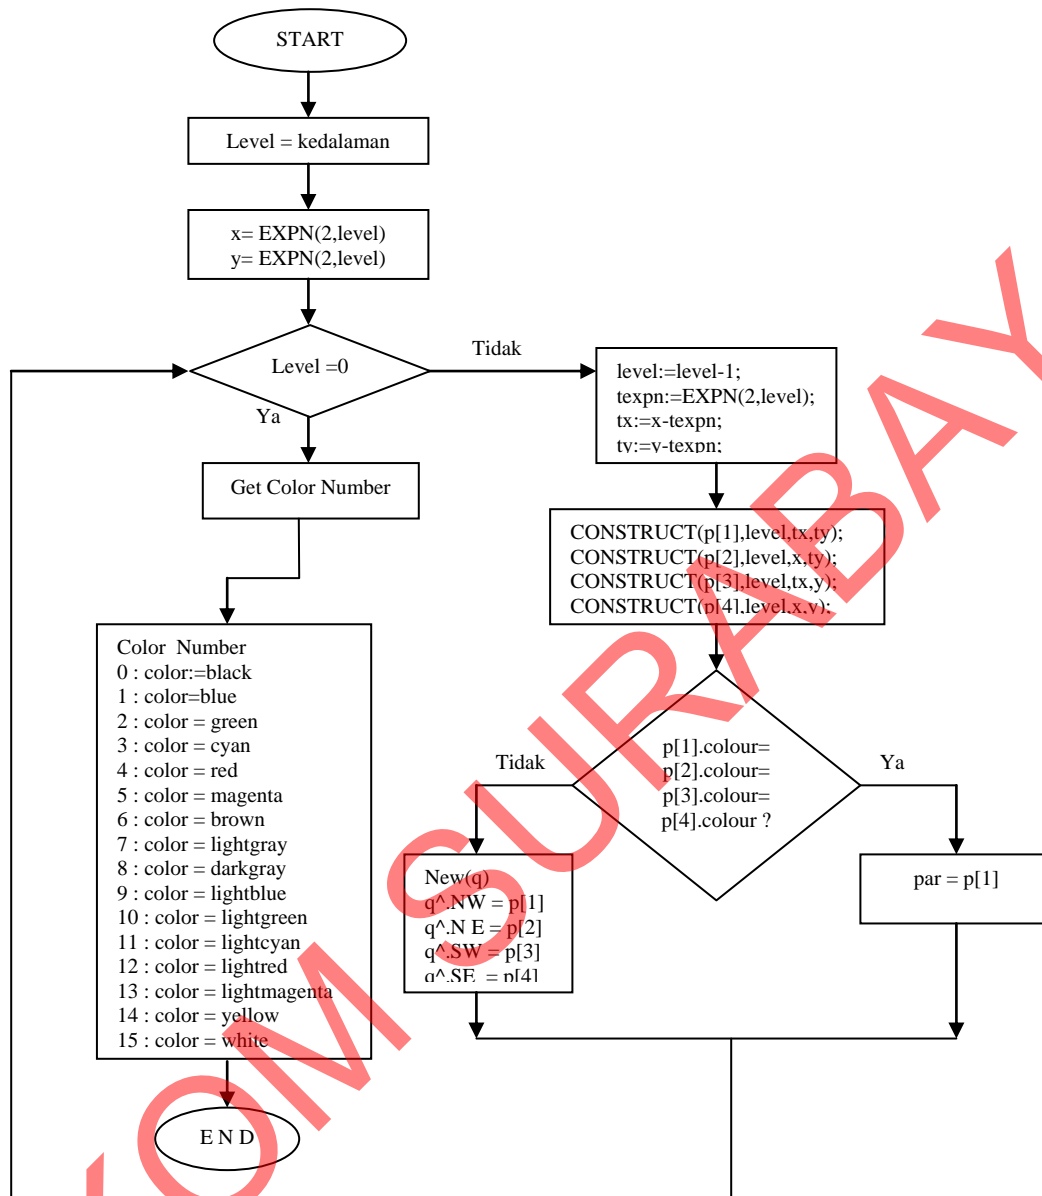 START
Level = kedalaman
x= EXPN(2,level)
y= EXPN(2,level)
Level =0
Tidak
Ya
level:=level-1;
texpn:=EXPN(2,level);
tx:=x-texpn;
ty:=y-texpn;
Get Color Number
CONSTRUCT(p[1],level,tx,ty);
CONSTRUCT(p[2],level,x,ty);
CONSTRUCT(p[3],level,tx,y);
CONSTRUCT(p[4],level,x,y);
Color Number
0 : color:=black
1 : color=blue
2 : color = green
3 : color = cyan
4 : color = red
5 : color = magenta
6 : color = brown
7 : color = lightgray
8 : color = darkgray
9 : color = lightblue
10 : color = lightgreen
11 : color = lightcyan
12 : color = lightred
13 : color = lightmagenta
14 : color = yellow
15 : color = white
p[1].colour=
p[2].colour=
p[3].colour=
p[4].colour ?
Tidak
Ya
New(q)
q^.NW = p[1]
q^.N E = p[2]
q^.SW = p[3]
q^.SE = p[4]
par = p[1]
E N D
KOM SURABAY